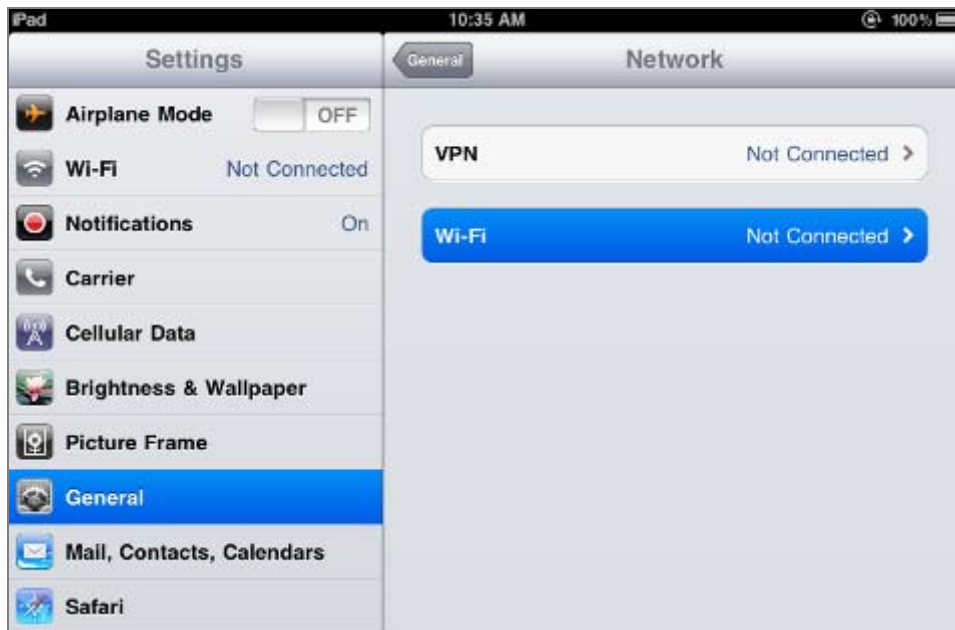 iPad 10:35 AM 100%
Settings
General Network
Airplane Mode OFF
Wi-Fi Not Connected
Notifications On
Carrier
Cellular Data
Brightness & Wallpaper
Picture Frame
General
Mail, Contacts, Calendars
Safari
VPN Not Connected
Wi-Fi Not Connected